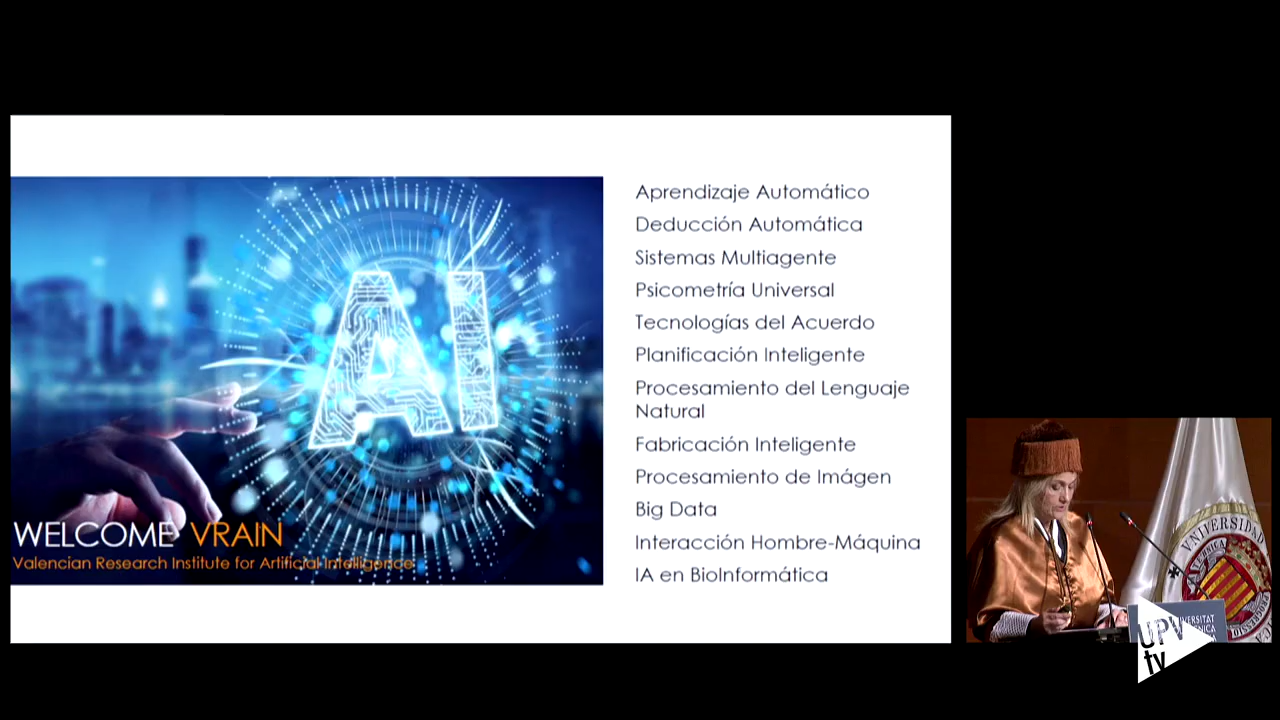 Aprendizaje Automático
Deducción Automática
Sistemas Multiagente
Psicometría Universal
Tecnologías del Acuerdo
Planificación Inteligente
Procesamiento del Lenguaje
Natural
Fabricación Inteligente
Procesamiento de Imágen
Big Data
Interacción Hombre-Máquina
IA en BioInformática
AI
WELCOME VRAIN
Valencian Research Institute for Artificial Intelligence
UNIVERSIDAD
UPV
tv